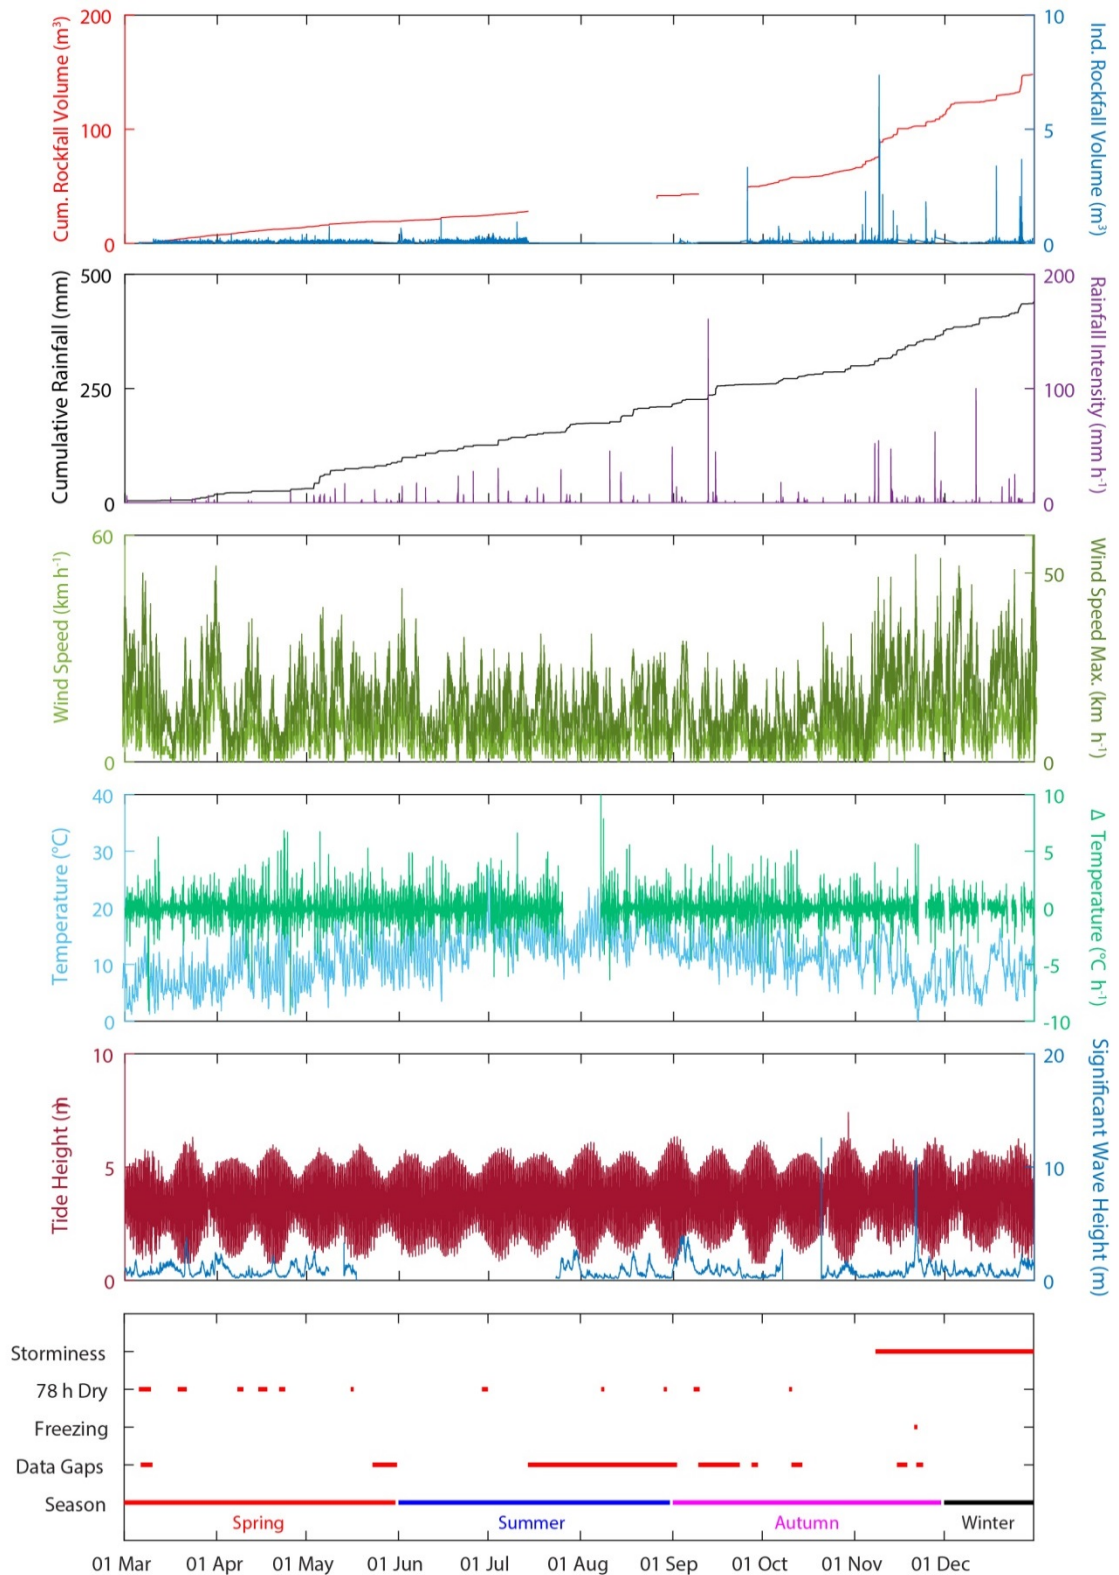 Cum. Rockfall Volume (m³)
200
100
0
10
5
0
Ind. Rockfall Volume (m³)
Cumulative Rainfall (mm)
500
250
0
200
100
0
Rainfall Intensity (mm h⁻¹)
Wind Speed (km h⁻¹)
60
0
50
0
Wind Speed Max. (km h⁻¹)
Temperature (°C)
40
30
20
10
0
10
5
0
-5
-10
Δ Temperature (°C h⁻¹)
Tide Height (m)
10
5
0
20
10
0
Significant Wave Height (m)
Storminess
78 h Dry
Freezing
Data Gaps
Season
Spring Summer Autumn Winter
01 Mar 01 Apr 01 May 01 Jun 01 Jul 01 Aug 01 Sep 01 Oct 01 Nov 01 Dec